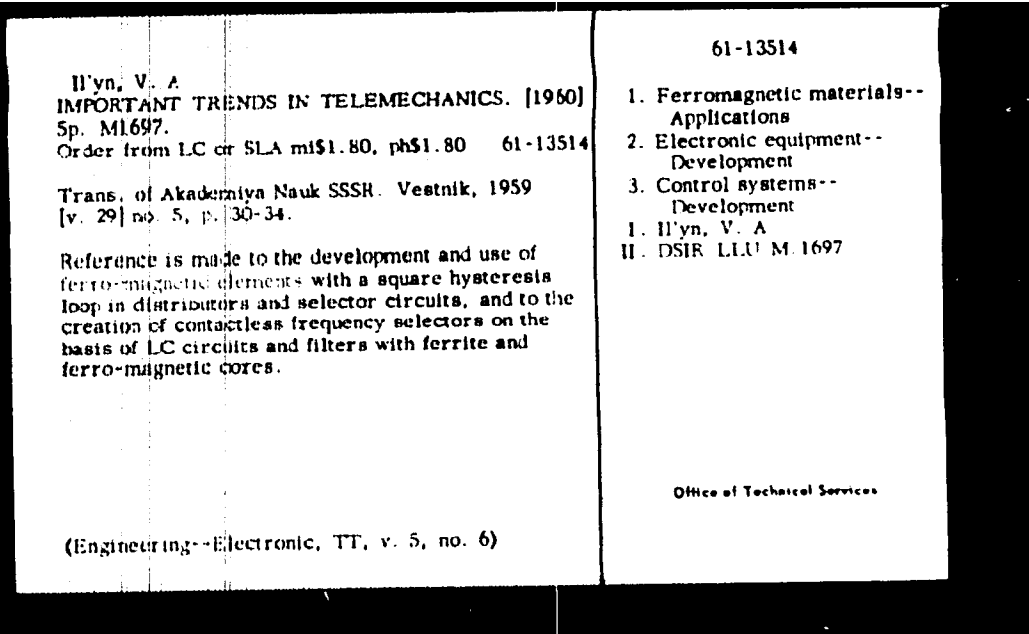 Il'yn, V. A
IMPORTANT TRENDS IN TELEMECHANICS. [1960]
5p. M1697.
Order from LC or SLA mi$1.80, ph$1.80 61-13514
Trans. of Akademiya Nauk SSSR. Vestnik, 1959
[v. 29] no. 5, p. 30-34.
Reference is made to the development and use of
ferro-magnetic elements with a square hysteresis
loop in distributors and selector circuits, and to the
creation of contactless frequency selectors on the
basis of LC circuits and filters with ferrite and
ferro-magnetic cores.
(Engineering--Electronic, TT, v. 5, no. 6)
61-13514
1. Ferromagnetic materials--
Applications
2. Electronic equipment--
Development
3. Control systems--
Development
I. Il'yn, V. A
II. DSIR LLU M.1697
Office of Technical Services